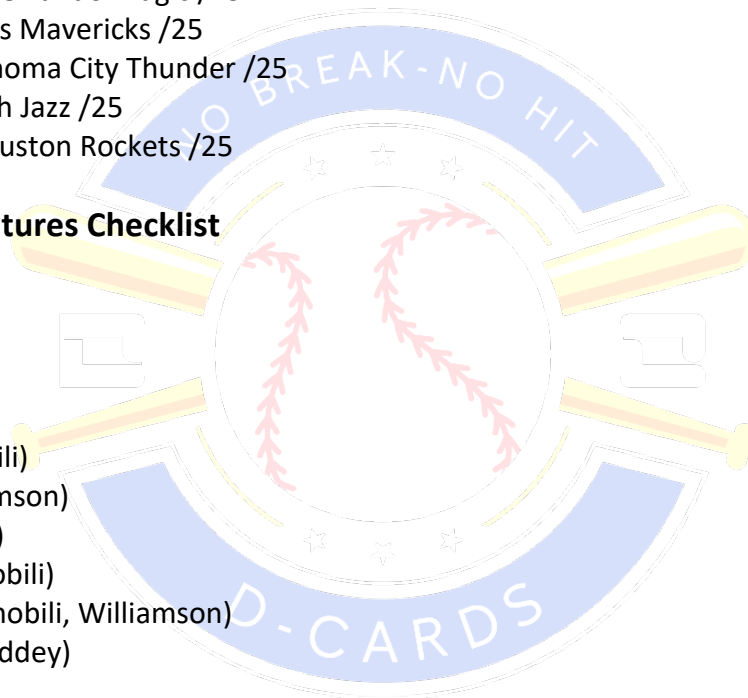 s Mavericks /25
homa City Thunder /25
h Jazz /25
uston Rockets /25
NO BREAK-NO HIT
tures Checklist
ili)
mson)
)
obili)
nobili, Williamson)
ddey)
D-CARDS